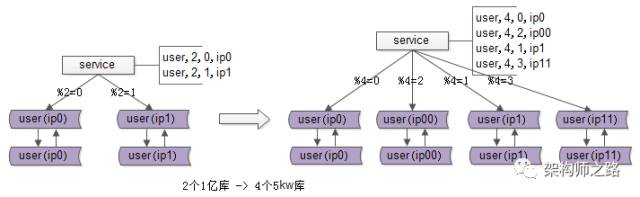 service
user, 2, 0, ip0
user, 2, 1, ip1
%2=0
%2=1
user(ip0)
user(ip1)
user(ip0)
user(ip1)
service
user, 4, 0, ip0
user, 4, 2, ip00
user, 4, 1, ip1
user, 4, 3, ip11
%4=0
%4=2
%4=1
%4=3
user(ip0)
user(ip00)
user(ip1)
user(ip11)
user(ip0)
user(ip00)
user(ip1)
user(ip11)
2个1亿库 -> 4个5kw库
架构师之路